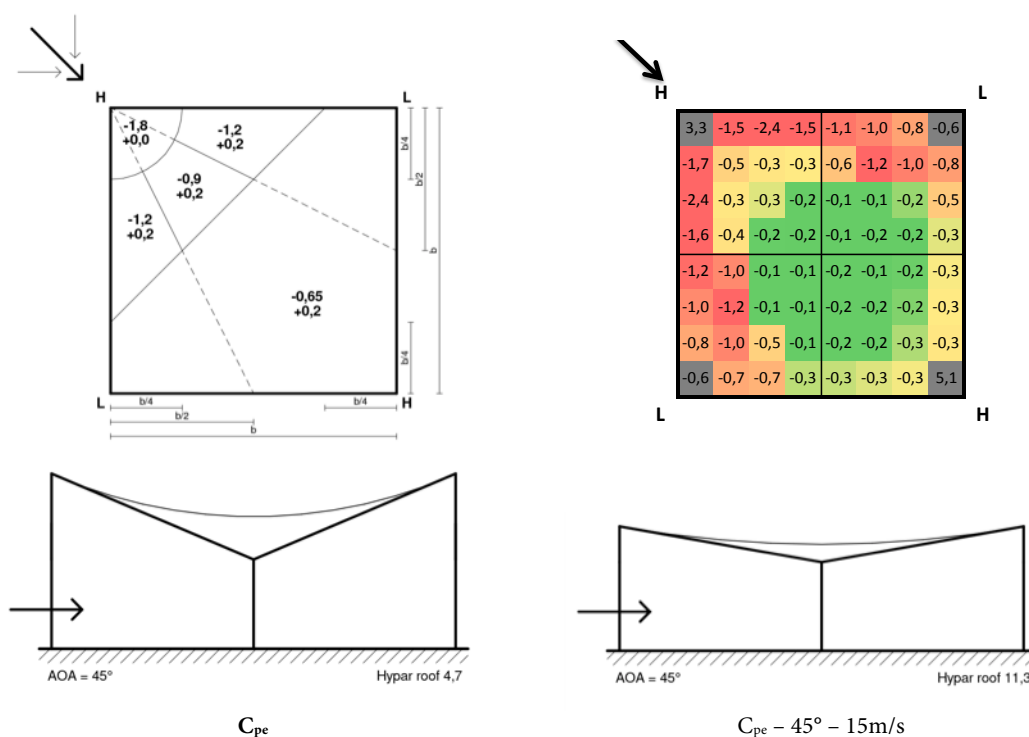 H
L
-1,8
+0,0
-1,2
+0,2
-0,9
+0,2
-1,2
+0,2
-0,65
+0,2
b/4
b/2
b
b/4
L
H
b/4
b/4
b/2
b
AOA = 45°
Hypar roof 4,7
C_pe
H
L
3,3 -1,5 -2,4 -1,5 -1,1 -1,0 -0,8 -0,6
-1,7 -0,5 -0,3 -0,3 -0,6 -1,2 -1,0 -0,8
-2,4 -0,3 -0,3 -0,2 -0,1 -0,1 -0,2 -0,5
-1,6 -0,4 -0,2 -0,2 -0,1 -0,2 -0,2 -0,3
-1,2 -1,0 -0,1 -0,1 -0,2 -0,1 -0,2 -0,3
-1,0 -1,2 -0,1 -0,1 -0,2 -0,2 -0,2 -0,3
-0,8 -1,0 -0,5 -0,1 -0,2 -0,2 -0,3 -0,3
-0,6 -0,7 -0,7 -0,3 -0,3 -0,3 -0,3 5,1
L
H
AOA = 45°
Hypar roof 11,3
C_pe – 45° – 15m/s